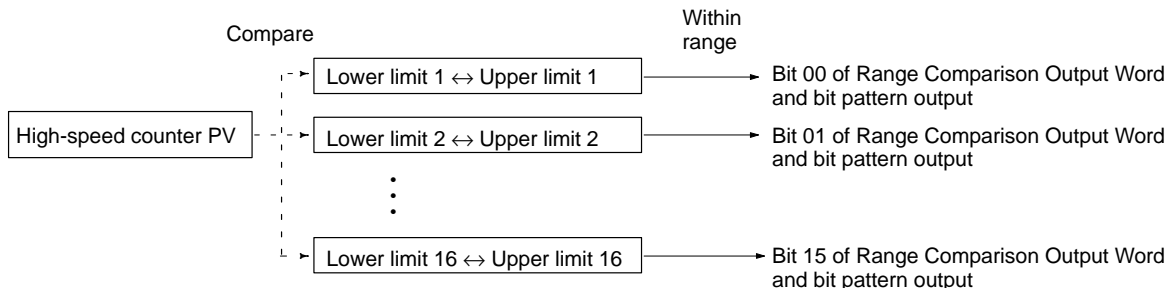 Compare
Within
range
Lower limit 1 ↔ Upper limit 1
Bit 00 of Range Comparison Output Word
and bit pattern output
High-speed counter PV
Lower limit 2 ↔ Upper limit 2
Bit 01 of Range Comparison Output Word
and bit pattern output
Lower limit 16 ↔ Upper limit 16
Bit 15 of Range Comparison Output Word
and bit pattern output